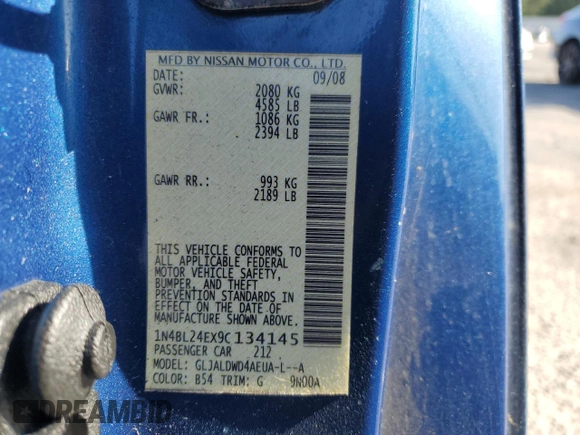 MFD BY NISSAN MOTOR CO., LTD.
DATE: 09/08
GVWR: 2080 KG
4585 LB
GAWR FR.: 1086 KG
2394 LB
GAWR RR.: 993 KG
2189 LB
THIS VEHICLE CONFORMS TO
ALL APPLICABLE FEDERAL
MOTOR VEHICLE SAFETY,
BUMPER, AND THEFT
PREVENTION STANDARDS IN
EFFECT ON THE DATE OF
MANUFACTURE SHOWN ABOVE.
1N4BL24EX9C134145
PASSENGER CAR 212
MODEL: GLJALDWD4AEUA-L--A
COLOR: B54 TRIM: G 9N00A
DREAMBID